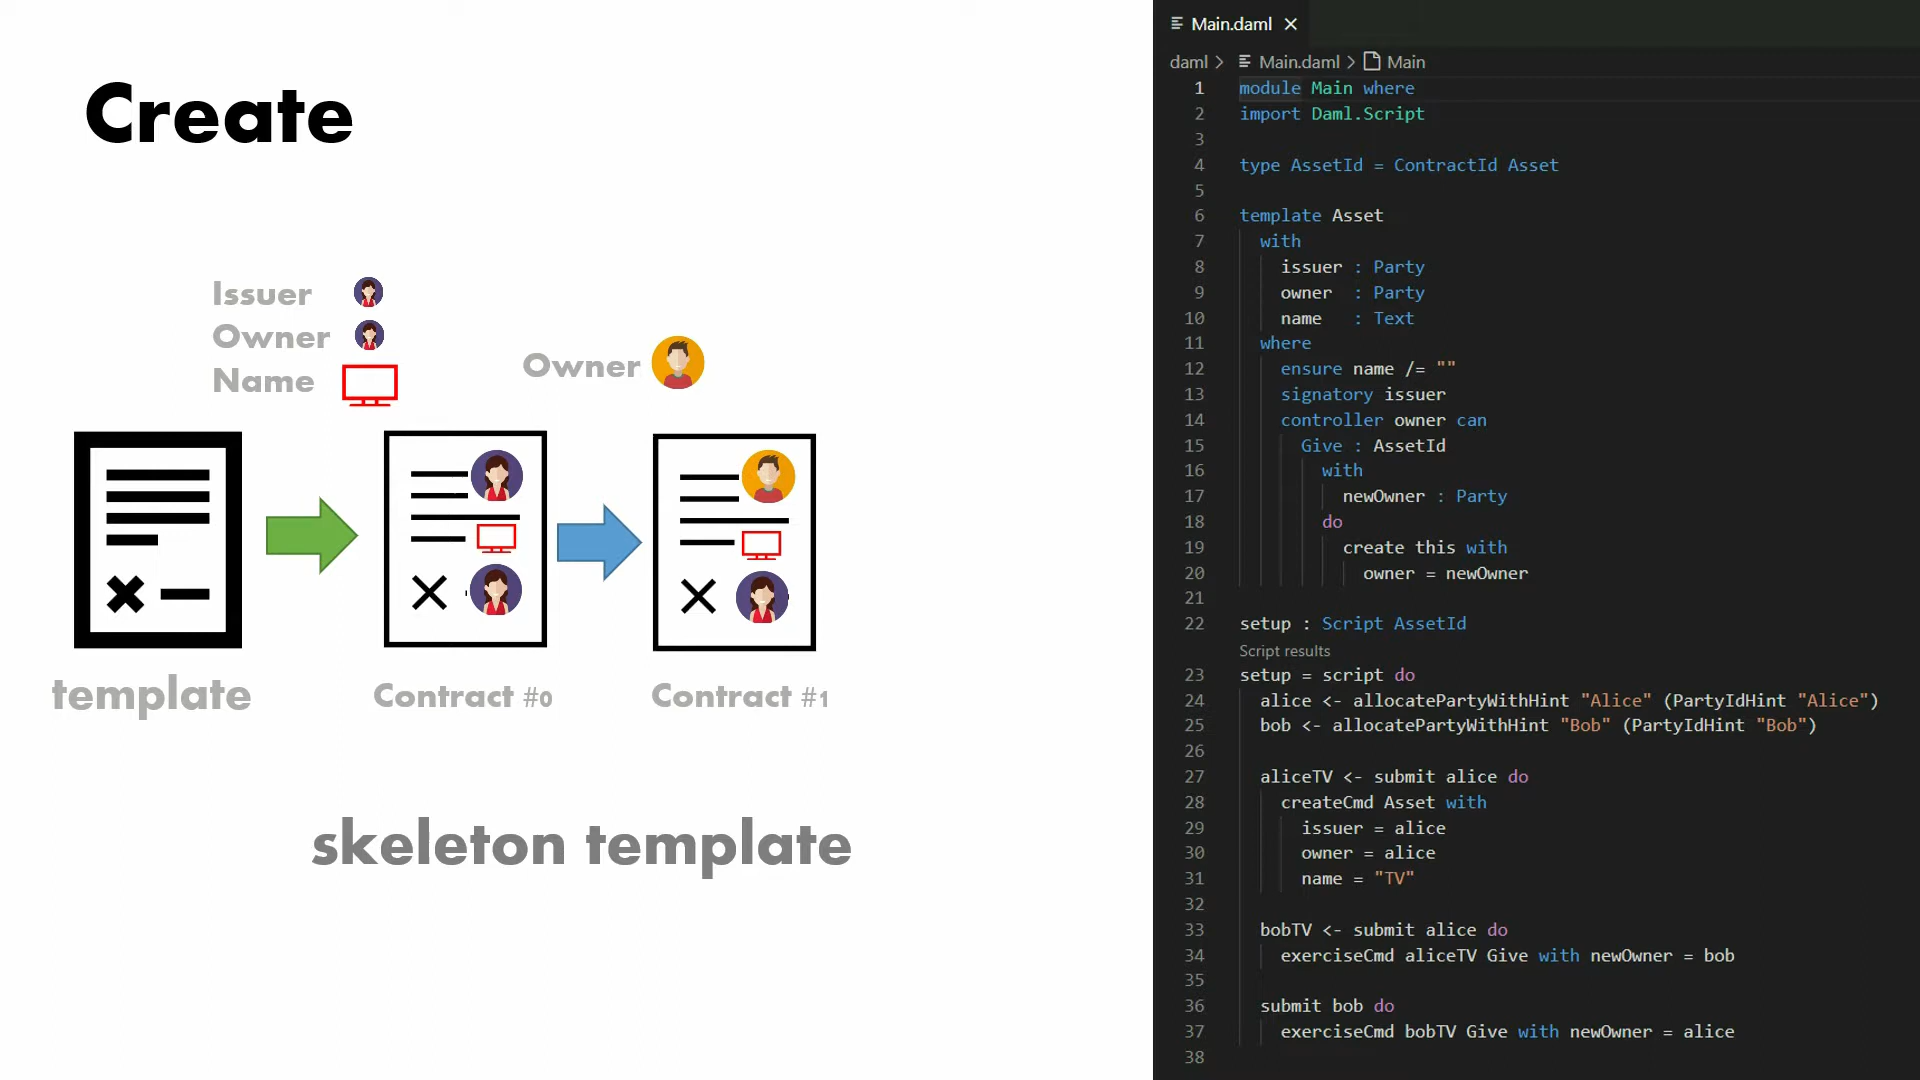 Create
Issuer
Owner
Name
Owner
template
Contract #0
Contract #1
skeleton template
Main.daml
daml > Main.daml > Main
1 module Main where
2 import Daml.Script
3
4 type AssetId = ContractId Asset
5
6 template Asset
7 with
8 issuer : Party
9 owner : Party
10 name : Text
11 where
12 ensure name /= ""
13 signatory issuer
14 controller owner can
15 Give : AssetId
16 with
17 newOwner : Party
18 do
19 create this with
20 owner = newOwner
21
22 setup : Script AssetId
Script results
23 setup = script do
24 alice <- allocatePartyWithHint "Alice" (PartyIdHint "Alice")
25 bob <- allocatePartyWithHint "Bob" (PartyIdHint "Bob")
26
27 aliceTV <- submit alice do
28 createCmd Asset with
29 issuer = alice
30 owner = alice
31 name = "TV"
32
33 bobTV <- submit alice do
34 exerciseCmd aliceTV Give with newOwner = bob
35
36 submit bob do
37 exerciseCmd bobTV Give with newOwner = alice
38